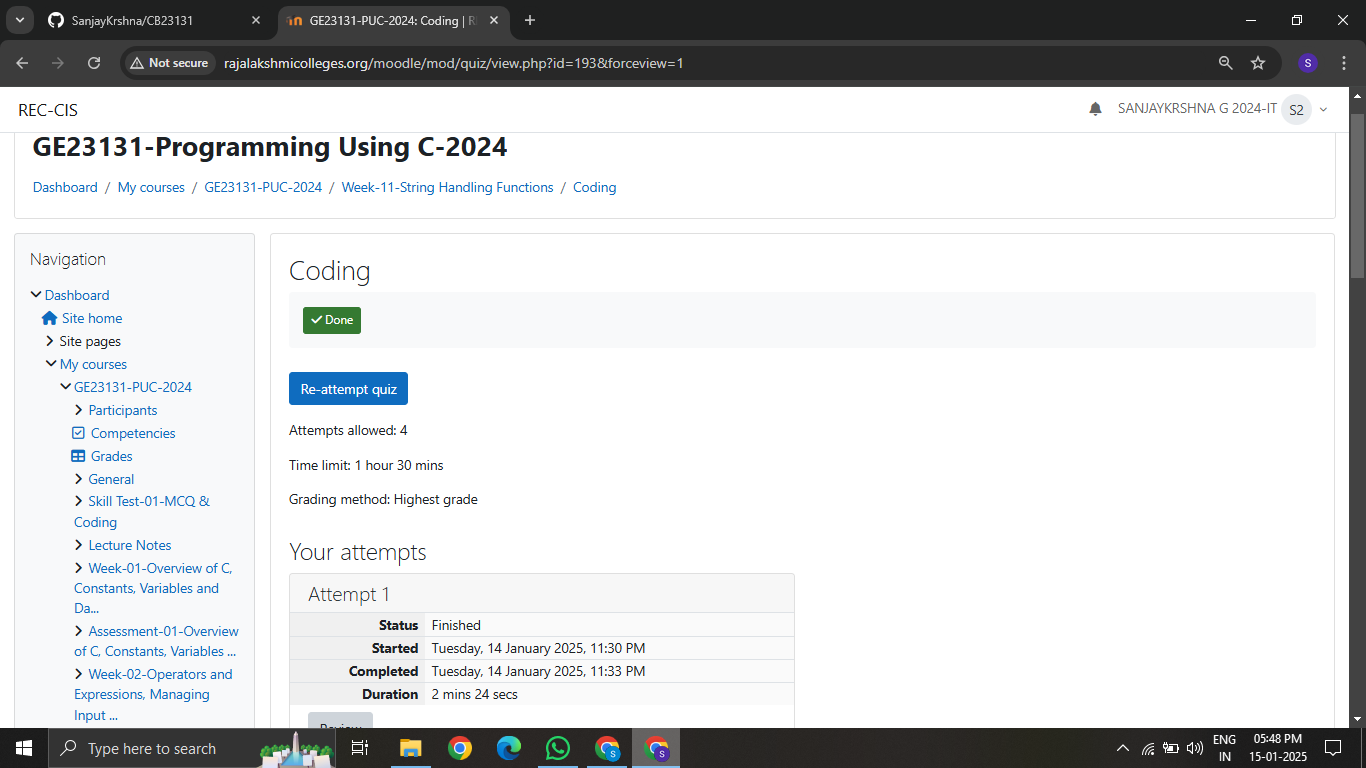 SanjayKrshna/CB23131
GE23131-PUC-2024: Coding | R
Not secure
rajalakshmicolleges.org/moodle/mod/quiz/view.php?id=193&forceview=1
S
REC-CIS
SANJAYKRSHNA G 2024-IT
S2
GE23131-Programming Using C-2024
Dashboard / My courses / GE23131-PUC-2024 / Week-11-String Handling Functions / Coding
Navigation
Dashboard
Site home
Site pages
My courses
GE23131-PUC-2024
Participants
Competencies
Grades
General
Skill Test-01-MCQ &
Coding
Lecture Notes
Week-01-Overview of C,
Constants, Variables and
Da...
Assessment-01-Overview
of C, Constants, Variables ...
Week-02-Operators and
Expressions, Managing
Input ...
Coding
Done
Re-attempt quiz
Attempts allowed: 4
Time limit: 1 hour 30 mins
Grading method: Highest grade
Your attempts
Attempt 1
Status Finished
Started Tuesday, 14 January 2025, 11:30 PM
Completed Tuesday, 14 January 2025, 11:33 PM
Duration 2 mins 24 secs
Review
Type here to search
S
S
ENG
IN
05:48 PM
15-01-2025